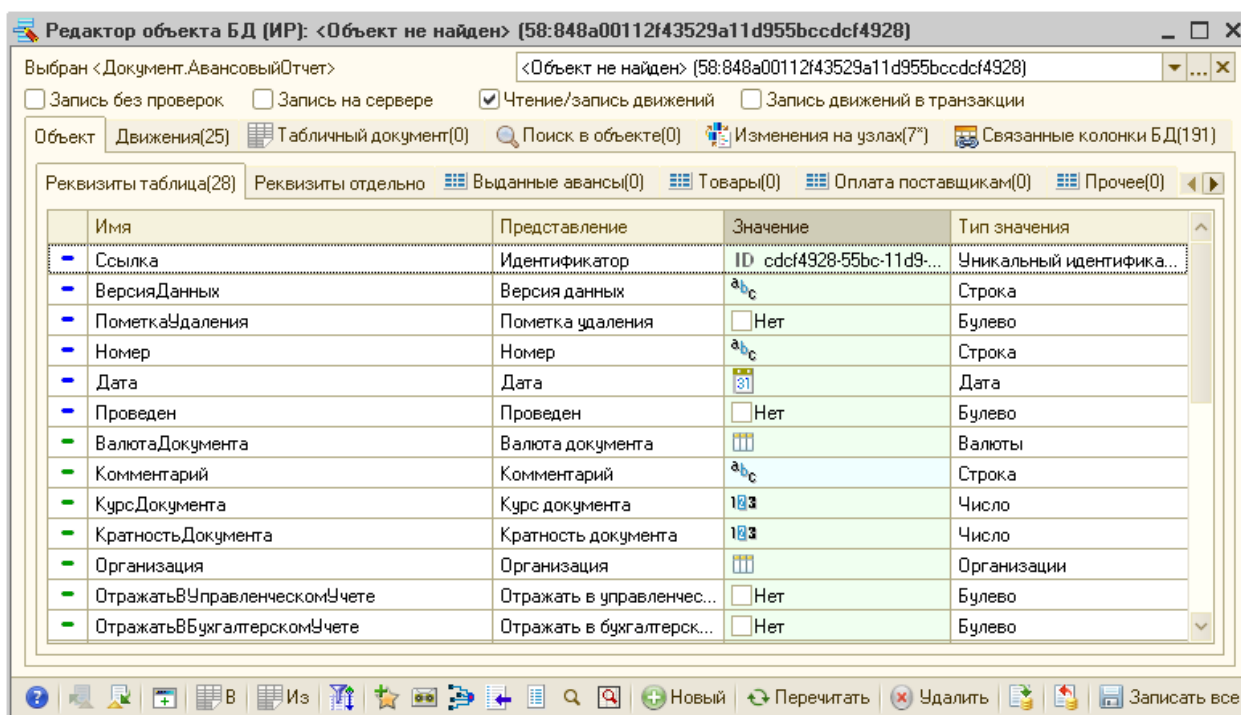 Редактор объекта БД (ИР): <Объект не найден> (58:848a00112f43529a11d955bccdcf4928)
Выбран <Документ.АвансовыйОтчет> <Объект не найден> (58:848a00112f43529a11d955bccdcf4928)
Запись без проверок Запись на сервере Чтение/запись движений Запись движений в транзакции
Объект Движения(25) Табличный документ(0) Поиск в объекте(0) Изменения на узлах(7*) Связанные колонки БД(191)
Реквизиты таблица(28) Реквизиты отдельно Выданные авансы(0) Товары(0) Оплата поставщикам(0) Прочее(0)
Имя Представление Значение Тип значения
Ссылка Идентификатор ID cdcf4928-55bc-11d9-... Уникальный идентифика...
ВерсияДанных Версия данных abc Строка
ПометкаУдаления Пометка удаления Нет Булево
Номер Номер abc Строка
Дата Дата 31 Дата
Проведен Проведен Нет Булево
ВалютаДокумента Валюта документа Валюты
Комментарий Комментарий abc Строка
КурсДокумента Курс документа 123 Число
КратностьДокумента Кратность документа 123 Число
Организация Организация Организации
ОтражатьВУправленческомУчете Отражать в управленчес... Нет Булево
ОтражатьВБухгалтерскомУчете Отражать в бухгалтерск... Нет Булево
В Из Новый Перечитать Удалить Записать все